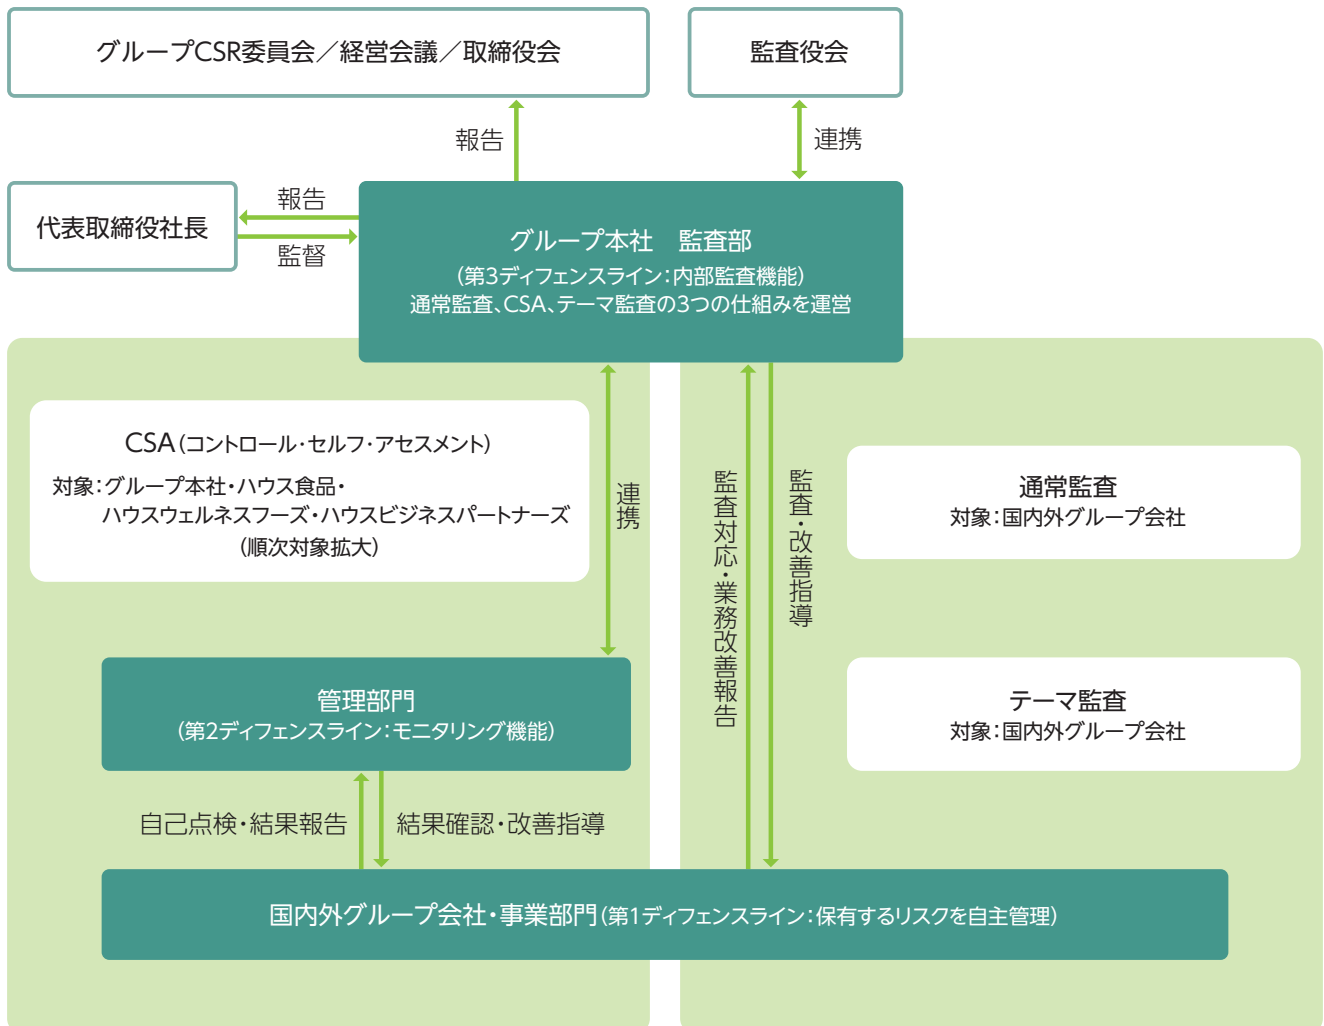 グループCSR委員会／経営会議／取締役会
監査役会
報告
連携
代表取締役社長
報告
監督
グループ本社　監査部
（第3ディフェンスライン：内部監査機能）
通常監査、CSA、テーマ監査の3つの仕組みを運営
CSA（コントロール・セルフ・アセスメント）
対象：グループ本社・ハウス食品・
ハウスウェルネスフーズ・ハウスビジネスパートナーズ
（順次対象拡大）
連携
監査対応・業務改善報告
監査・改善指導
通常監査
対象：国内外グループ会社
管理部門
（第2ディフェンスライン：モニタリング機能）
テーマ監査
対象：国内外グループ会社
自己点検・結果報告
結果確認・改善指導
国内外グループ会社・事業部門（第1ディフェンスライン：保有するリスクを自主管理）